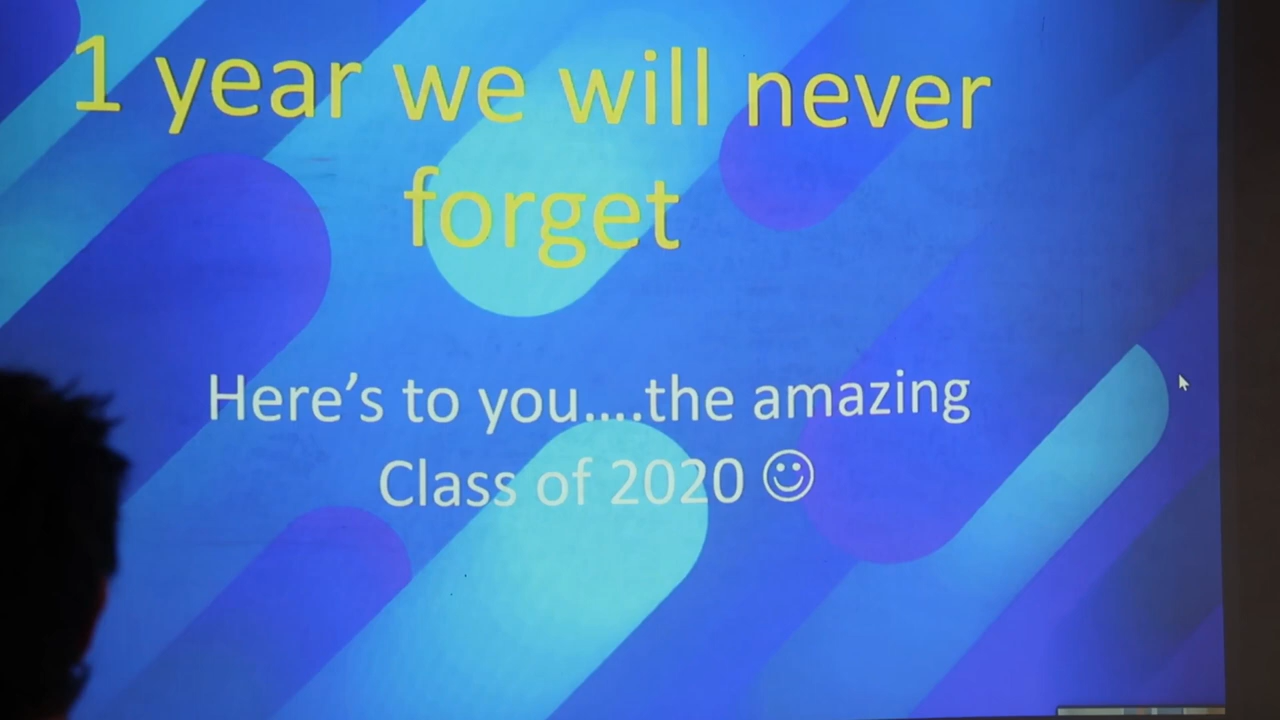 1 year we will never
forget
Here's to you....the amazing
Class of 2020 ☺